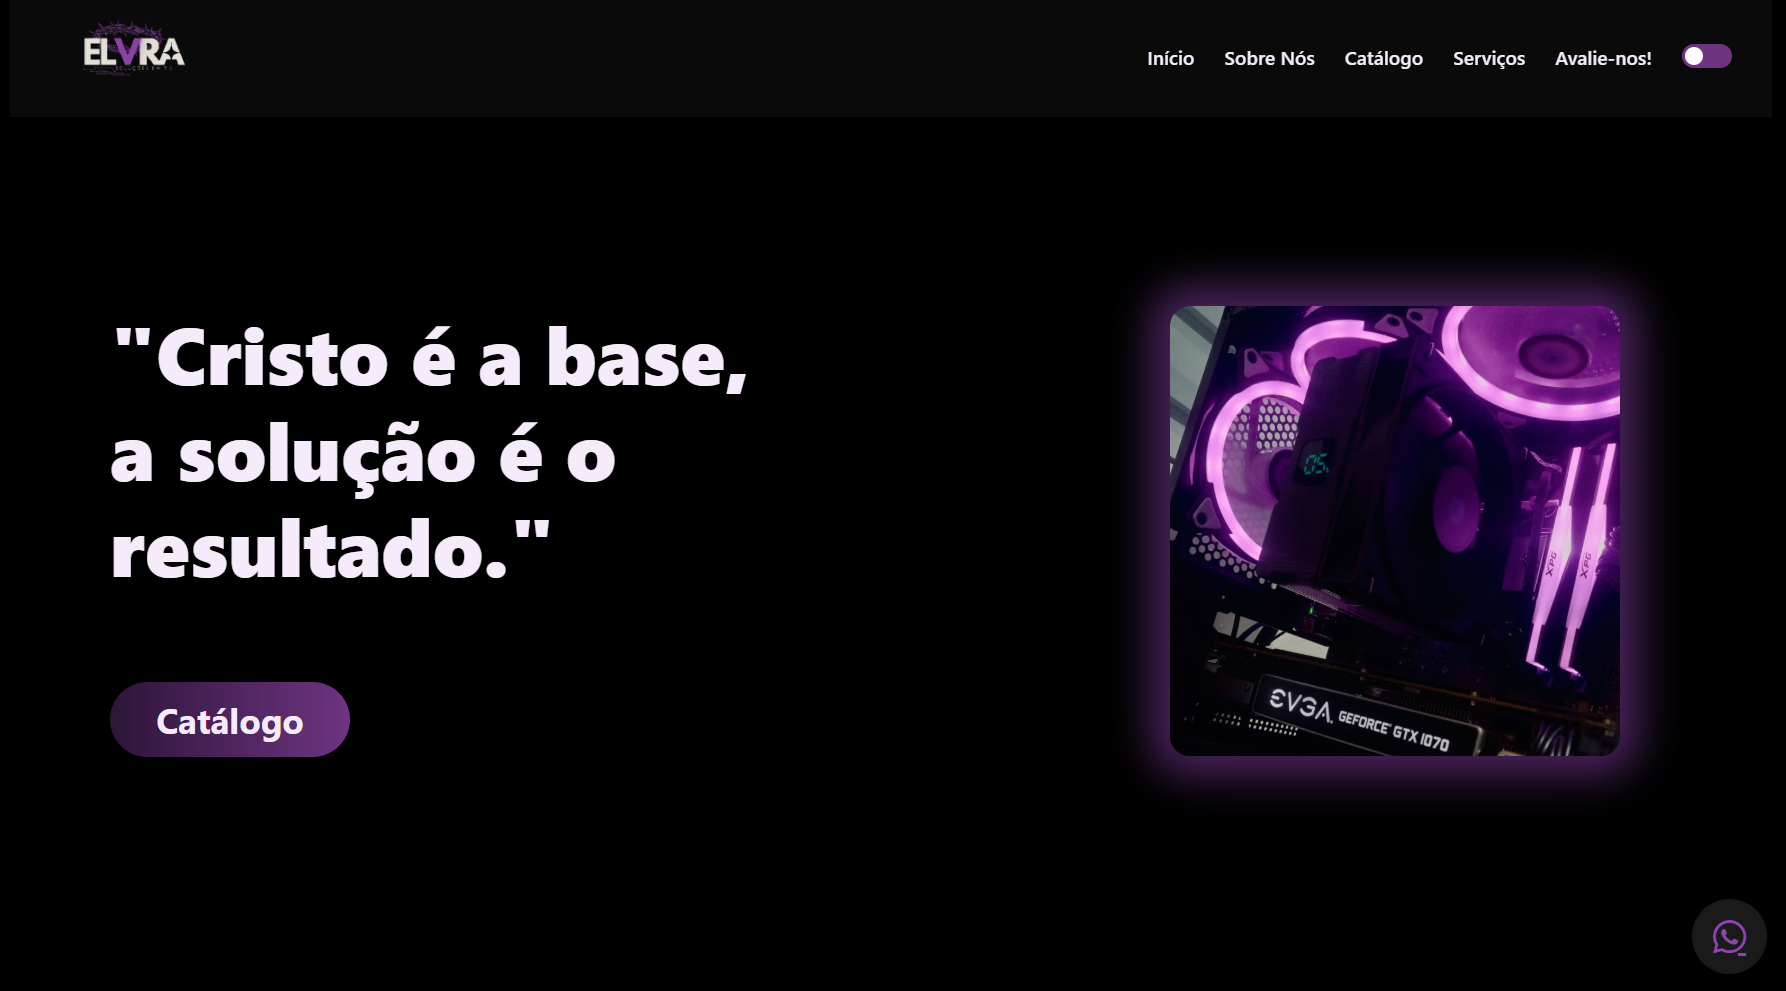 ELVRA
Início Sobre Nós Catálogo Serviços Avalie-nos!
"Cristo é a base,
a solução é o
resultado."
Catálogo
05
XPG
XPG
EVGA. GEFORCE® GTX 1070